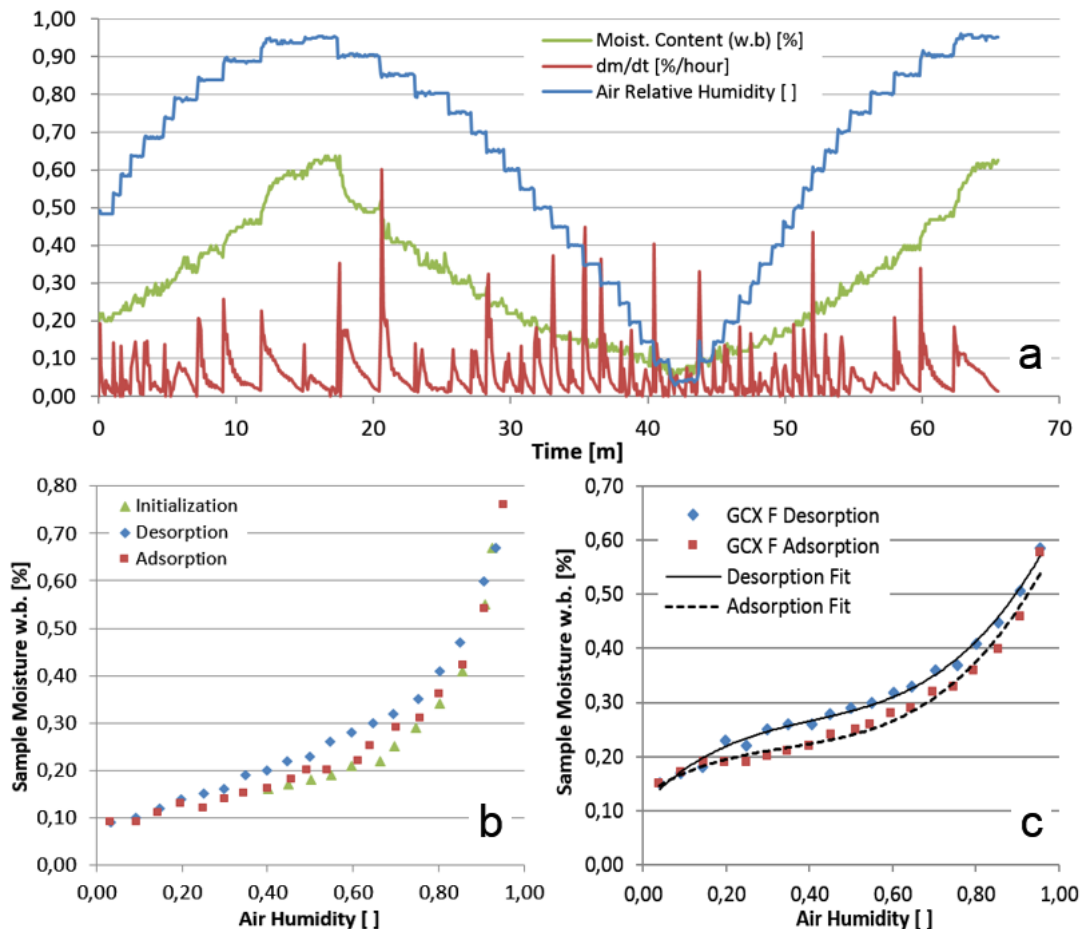 1,00
0,90
0,80
0,70
0,60
0,50
0,40
0,30
0,20
0,10
0,00
Moist. Content (w.b) [%]
dm/dt [%/hour]
Air Relative Humidity [ ]
a
0 10 20 30 40 50 60 70
Time [m]
Sample Moisture w.b. [%]
0,80
0,70
0,60
0,50
0,40
0,30
0,20
0,10
0,00
Initialization
Desorption
Adsorption
b
0,00 0,20 0,40 0,60 0,80 1,00
Air Humidity [ ]
Sample Moisture w.b. [%]
0,70
0,60
0,50
0,40
0,30
0,20
0,10
0,00
GCX F Desorption
GCX F Adsorption
Desorption Fit
Adsorption Fit
c
0,00 0,20 0,40 0,60 0,80 1,00
Air Humidity [ ]